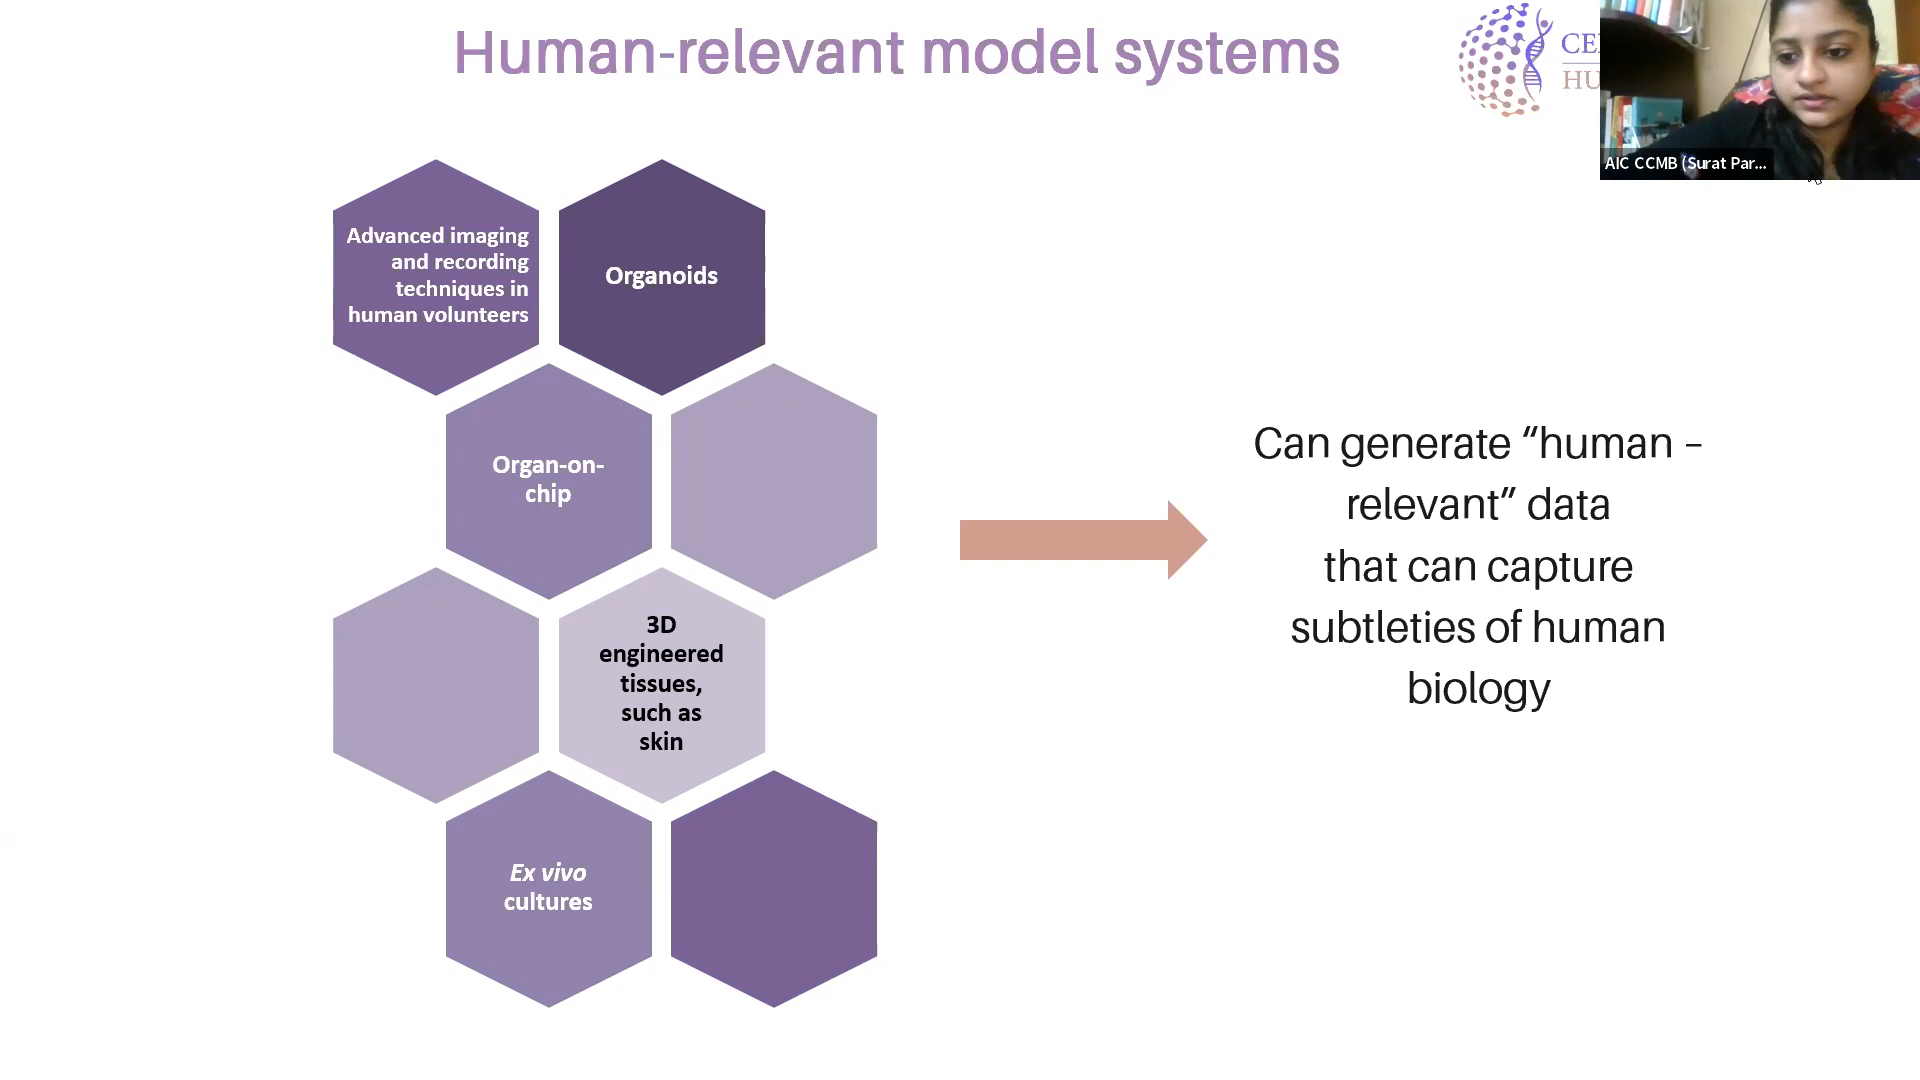 Human-relevant model systems
AIC CCMB (Surat Par...
Advanced imaging
and recording
techniques in
human volunteers
Organoids
Organ-on-
chip
3D
engineered
tissues,
such as
skin
Ex vivo
cultures
Can generate “human –
relevant” data
that can capture
subtleties of human
biology